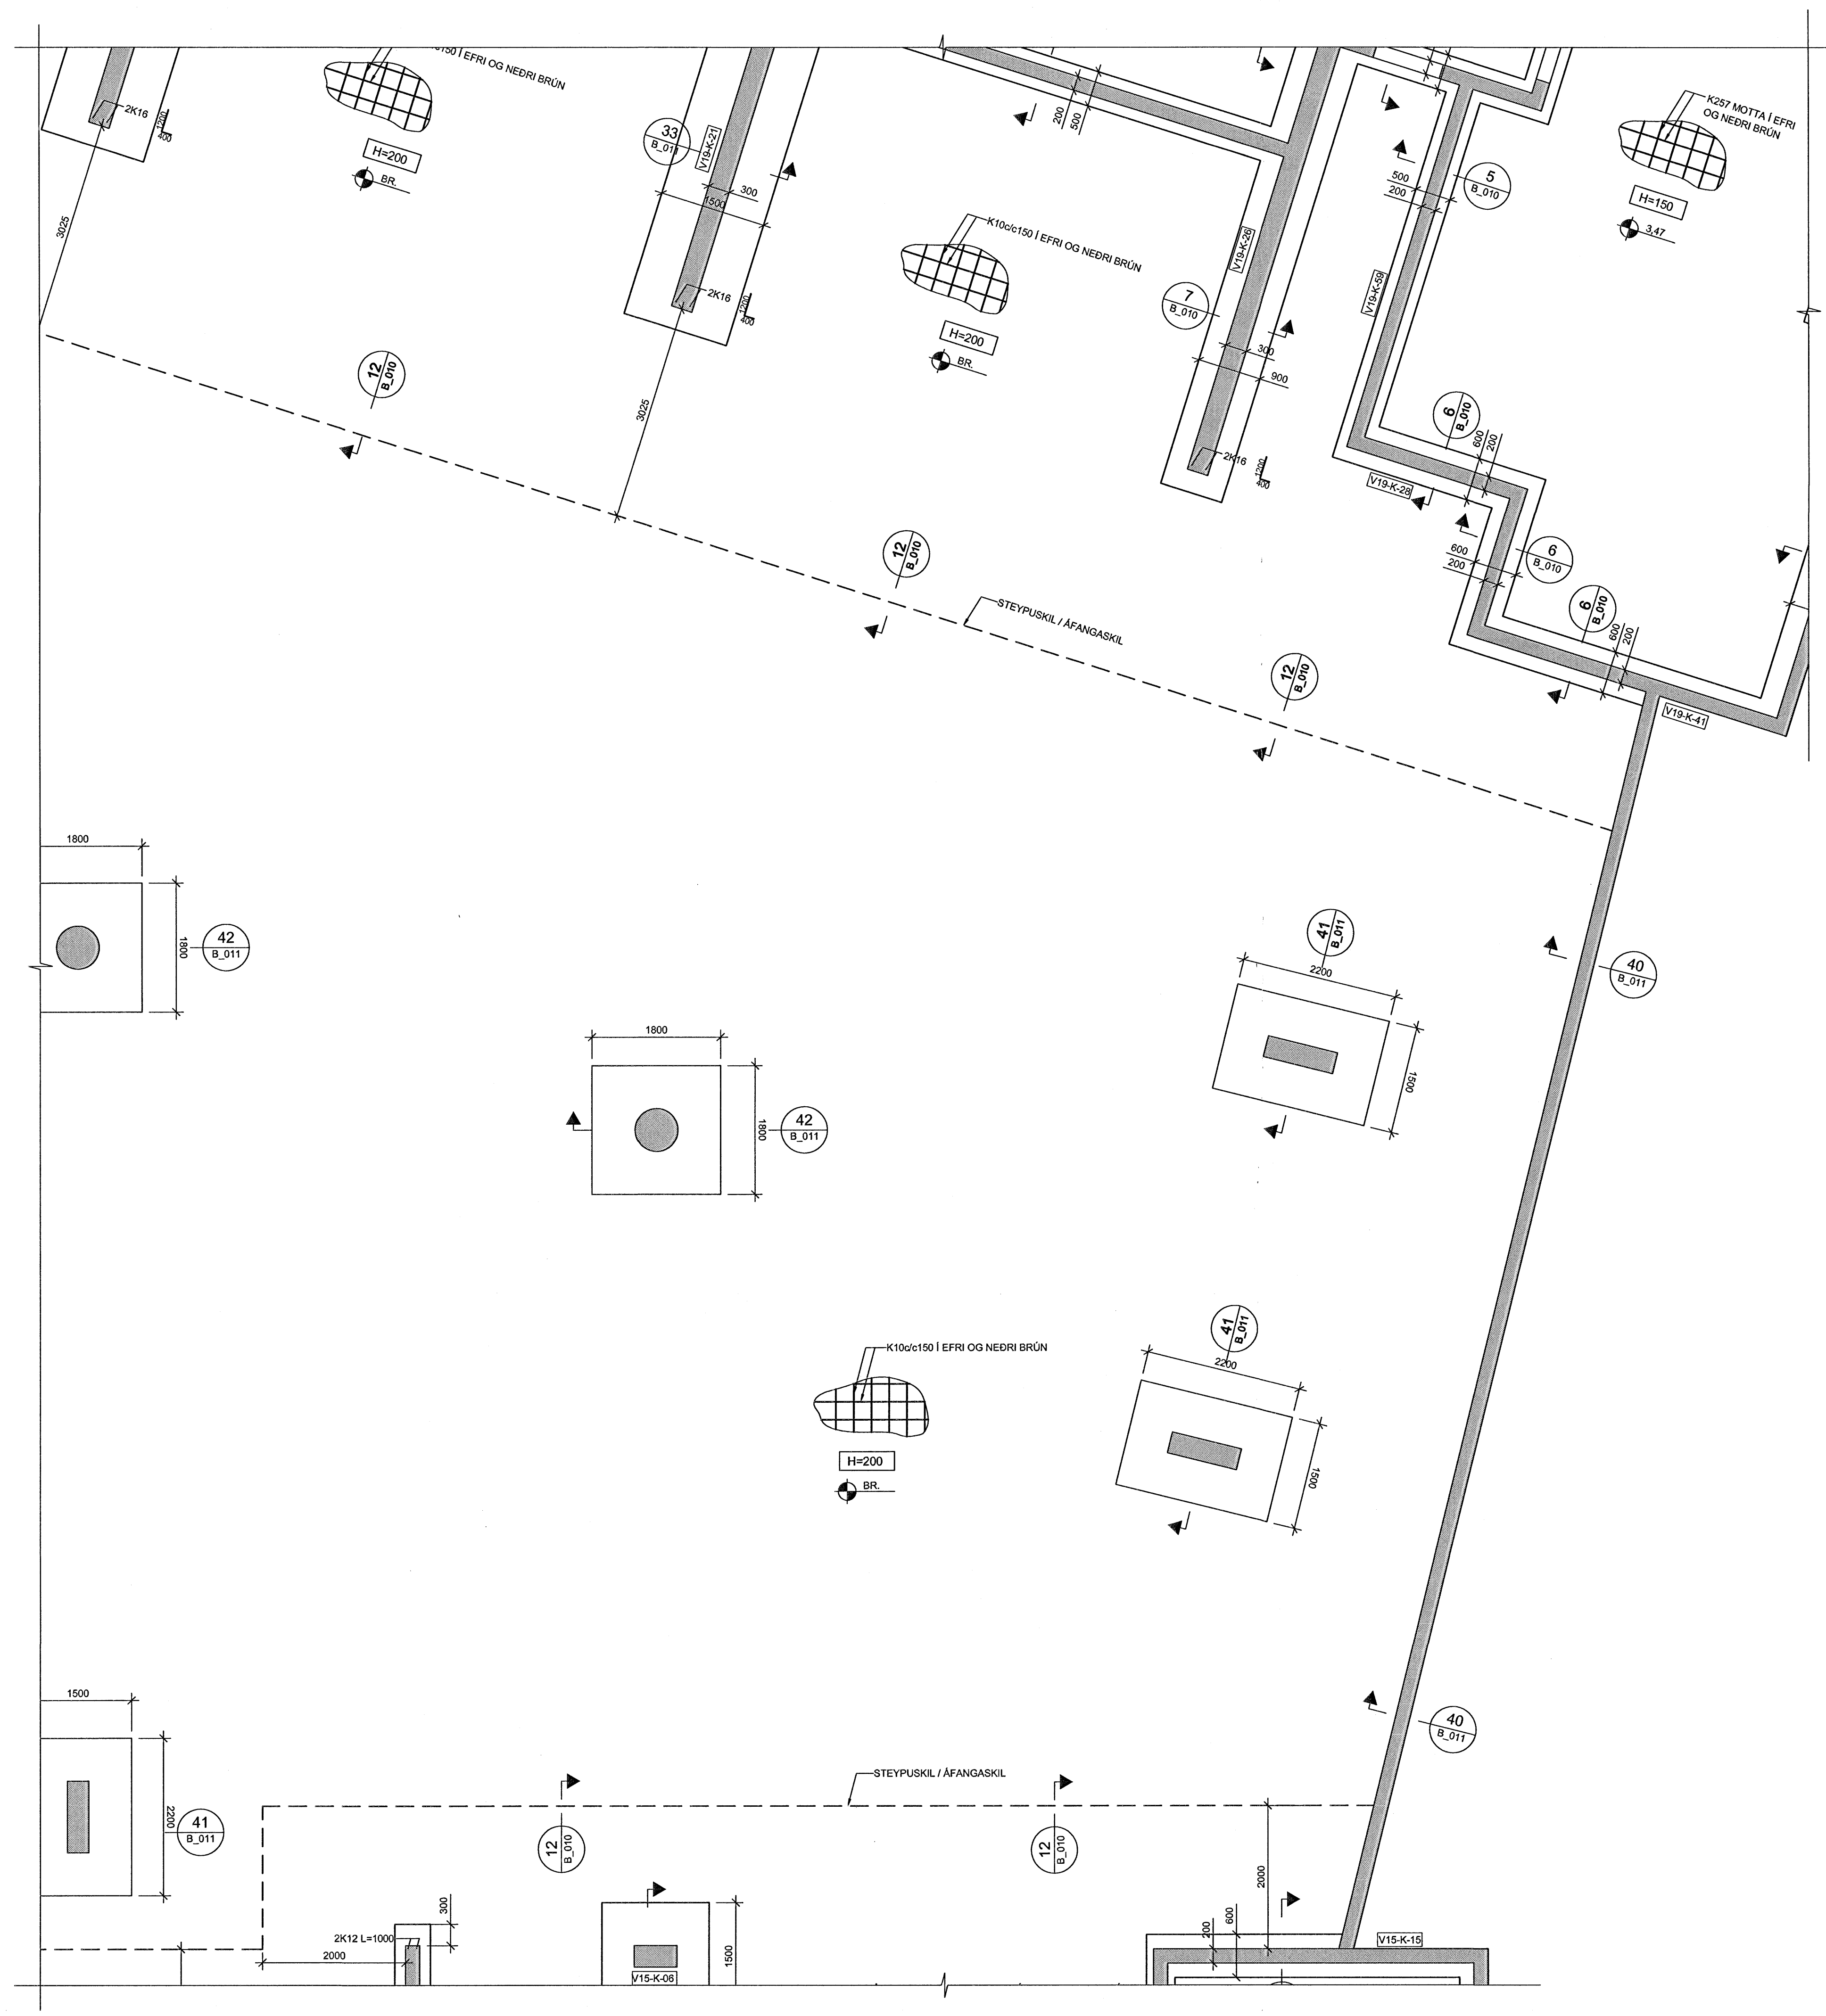 c150 Í EFRI OG NEÐRI BRÚN
2K16
1200
400
H=200
BR.
3025
33
B_011
V19-K-21
300
1500
2K16
1200
400
3025
200
500
K10c/c150 Í EFRI OG NEÐRI BRÚN
H=200
BR.
V19-K-26
7
B_010
300
900
2K16
1200
400
500
200
5
B_010
V19-K-59
K257 MOTTA Í EFRI
OG NEÐRI BRÚN
H=150
3,47
6
B_010
600
200
V19-K-28
600
200
6
B_010
6
B_010
600
200
V19-K-41
12
B_010
12
B_010
STEYPUSKIL / ÁFANGASKIL
12
B_010
1800
1800
42
B_011
1800
1800
42
B_011
41
B_011
2200
1500
40
B_011
41
B_011
2200
1500
K10c/c150 Í EFRI OG NEÐRI BRÚN
H=200
BR.
40
B_011
1500
2200
41
B_011
STEYPUSKIL / ÁFANGASKIL
12
B_010
12
B_010
2000
300
2K12 L=1000
2000
1500
V15-K-06
200
600
V15-K-15